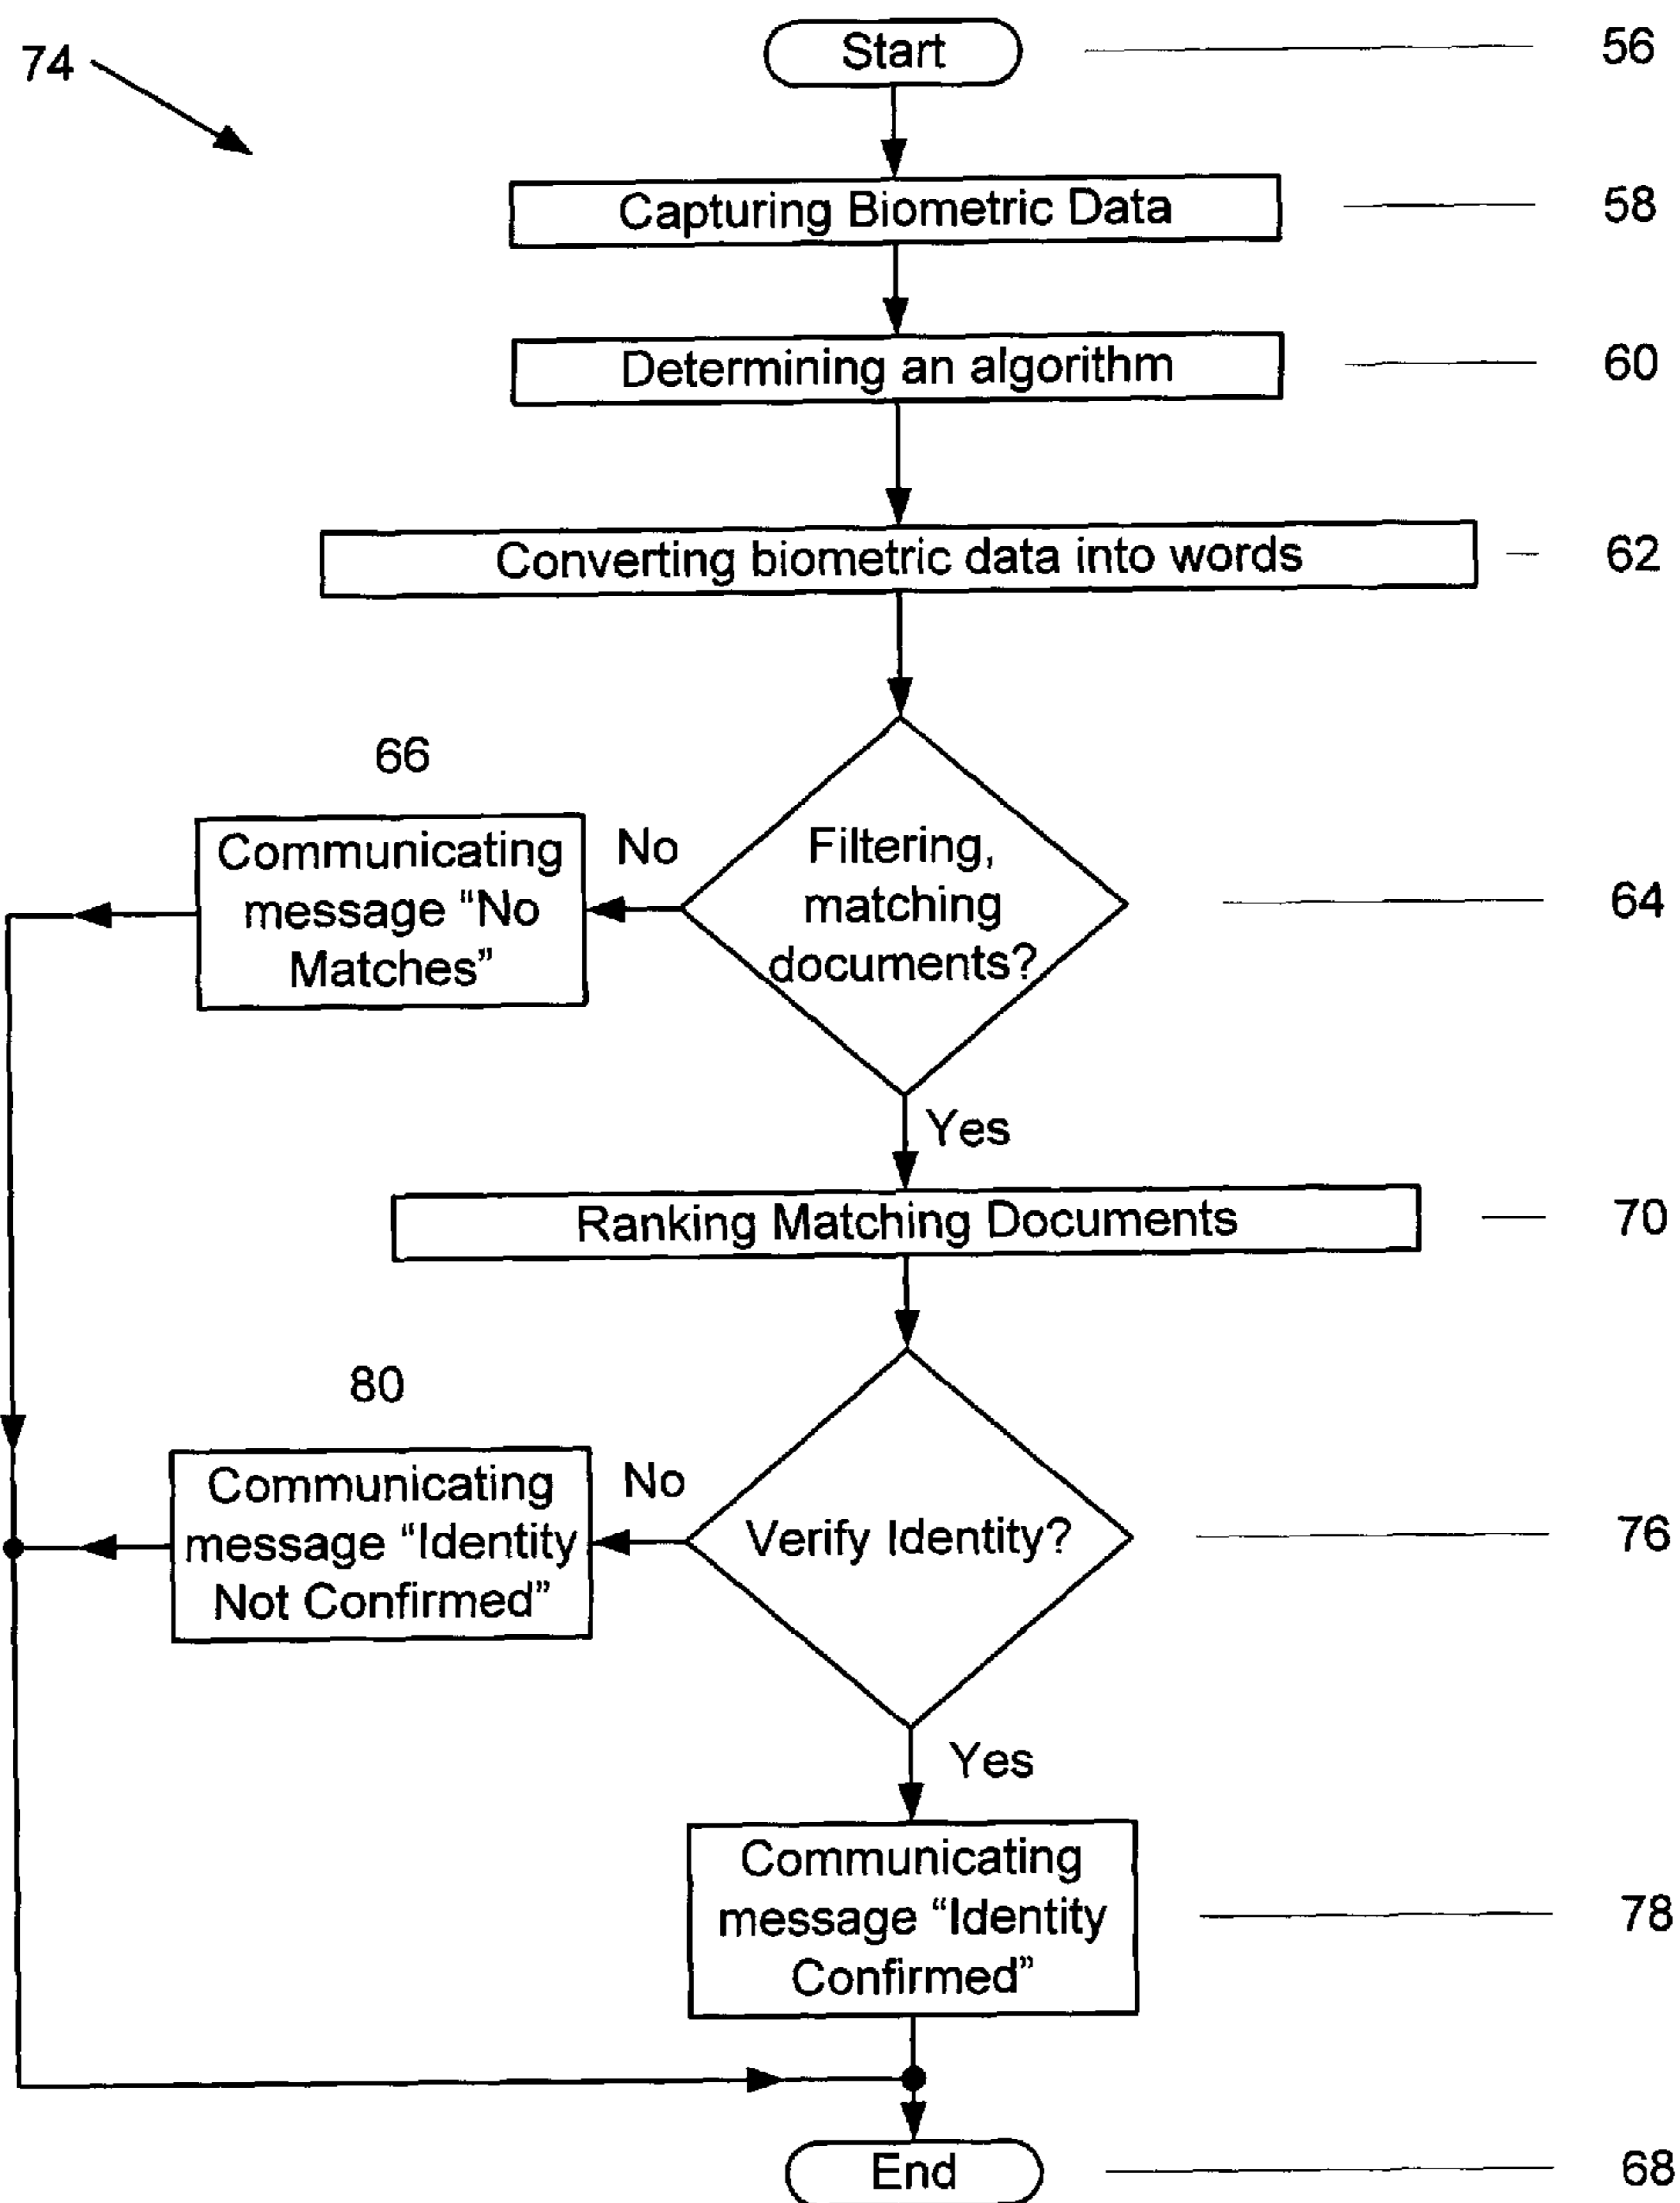 74
Start
56
Capturing Biometric Data
58
Determining an algorithm
60
Converting biometric data into words
62
66
Communicating
message “No
Matches”
No
Filtering,
matching
documents?
64
Yes
Ranking Matching Documents
70
80
Communicating
message “Identity
Not Confirmed”
No
Verify Identity?
76
Yes
Communicating
message “Identity
Confirmed”
78
End
68